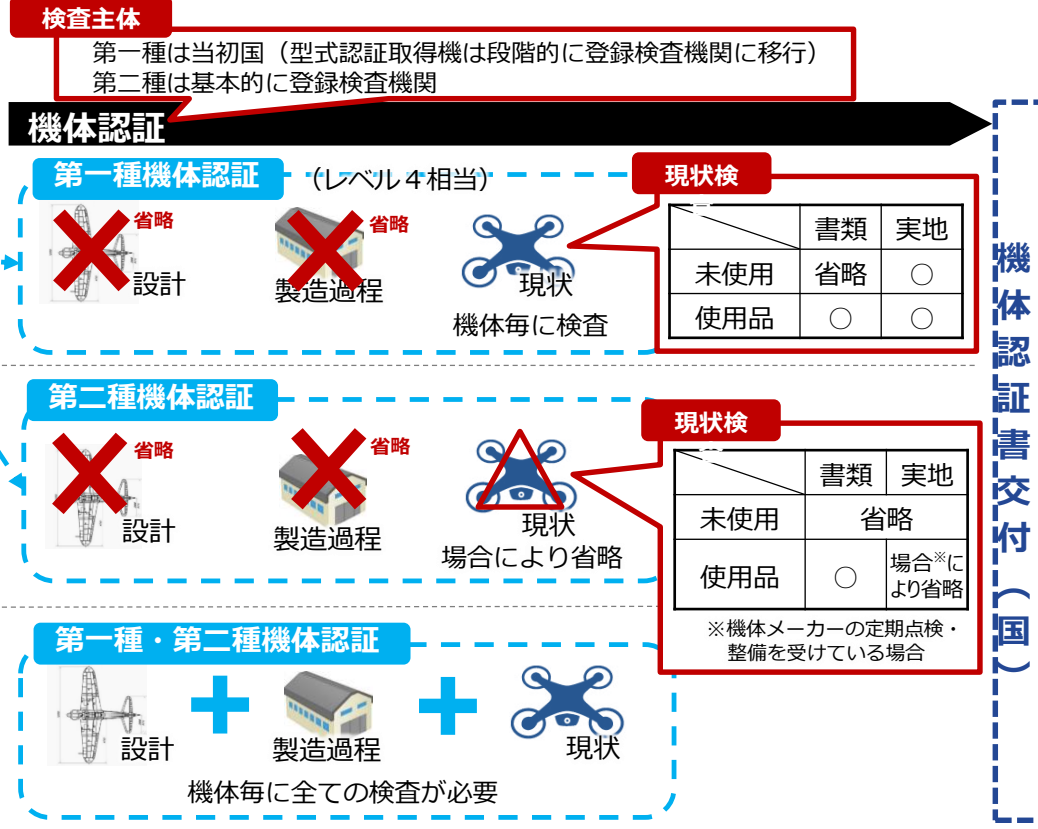 検査主体
第一種は当初国（型式認証取得機は段階的に登録検査機関に移行）
第二種は基本的に登録検査機関
機体認証
第一種機体認証
（レベル４相当）
省略
設計
省略
製造過程
現状
機体毎に検査
現状検
書類 実地
未使用 省略 ○
使用品 ○ ○
第二種機体認証
省略
設計
省略
製造過程
現状
場合により省略
現状検
書類 実地
未使用 省略
使用品 ○ 場合※に
より省略
※機体メーカーの定期点検・
整備を受けている場合
第一種・第二種機体認証
設計
製造過程
現状
機体毎に全ての検査が必要
機体認証書交付（国）